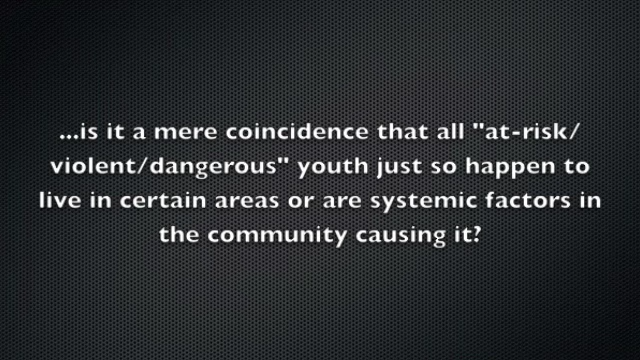 ...is it a mere coincidence that all "at-risk/
violent/dangerous" youth just so happen to
live in certain areas or are systemic factors in
the community causing it?